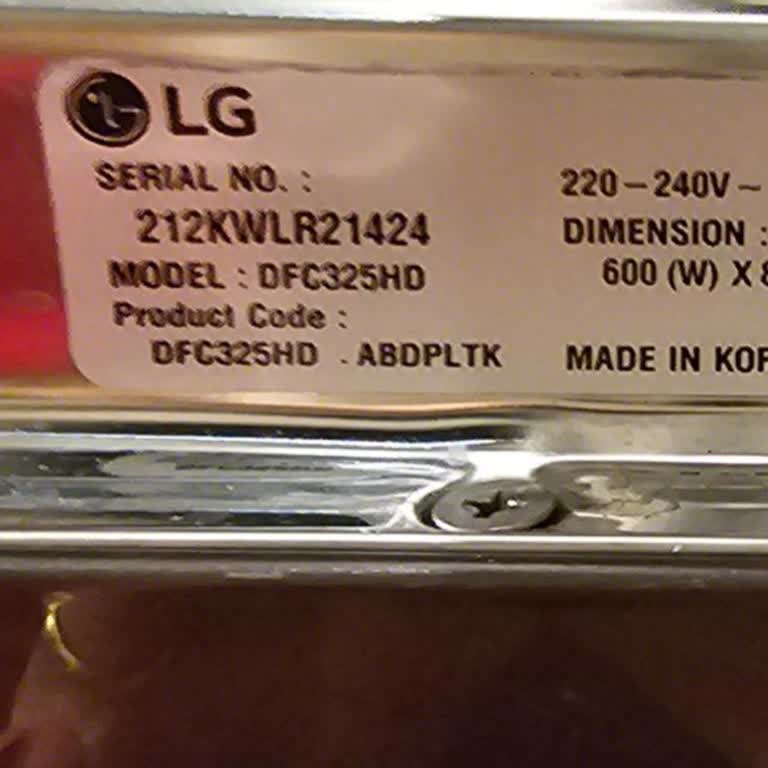 LG
SERIAL NO. :
212KWLR21424
MODEL : DFC325HD
Product Code :
DFC325HD . ABDPLTK
220-240V~
DIMENSION :
600 (W) X
MADE IN